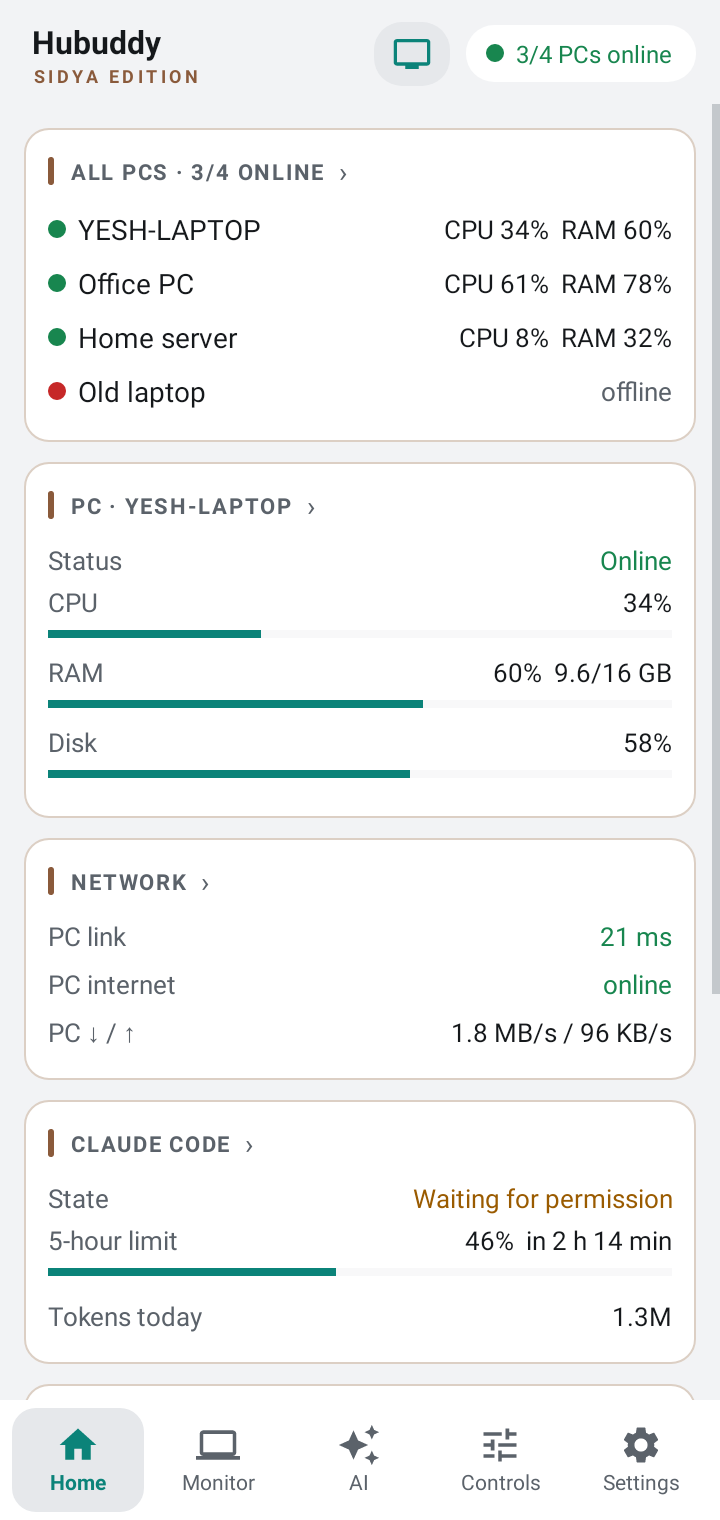 Hubuddy
SIDYA EDITION
3/4 PCs online
ALL PCS · 3/4 ONLINE ›
YESH-LAPTOP CPU 34% RAM 60%
Office PC CPU 61% RAM 78%
Home server CPU 8% RAM 32%
Old laptop offline
PC · YESH-LAPTOP ›
Status Online
CPU 34%
RAM 60% 9.6/16 GB
Disk 58%
NETWORK ›
PC link 21 ms
PC internet online
PC ↓ / ↑ 1.8 MB/s / 96 KB/s
CLAUDE CODE ›
State Waiting for permission
5-hour limit 46% in 2 h 14 min
Tokens today 1.3M
Home Monitor AI Controls Settings